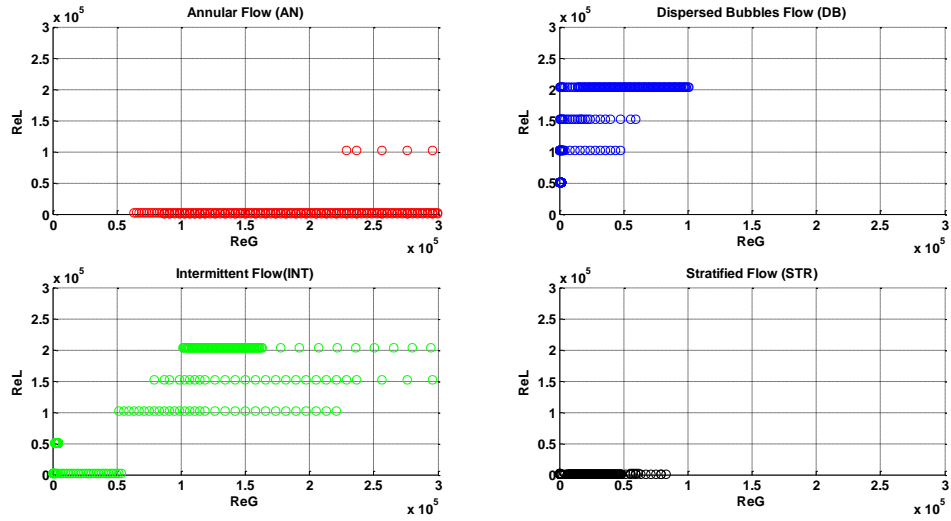 Annular Flow (AN)
x 10^5
3
2.5
2
1.5
1
0.5
0
ReL
0 0.5 1 1.5 2 2.5 3
ReG
x 10^5
Dispersed Bubbles Flow (DB)
x 10^5
3
2.5
2
1.5
1
0.5
0
ReL
0 0.5 1 1.5 2 2.5 3
ReG
x 10^5
Intermittent Flow(INT)
x 10^5
3
2.5
2
1.5
1
0.5
0
ReL
0 0.5 1 1.5 2 2.5 3
ReG
x 10^5
Stratified Flow (STR)
x 10^5
3
2.5
2
1.5
1
0.5
0
ReL
0 0.5 1 1.5 2 2.5 3
ReG
x 10^5